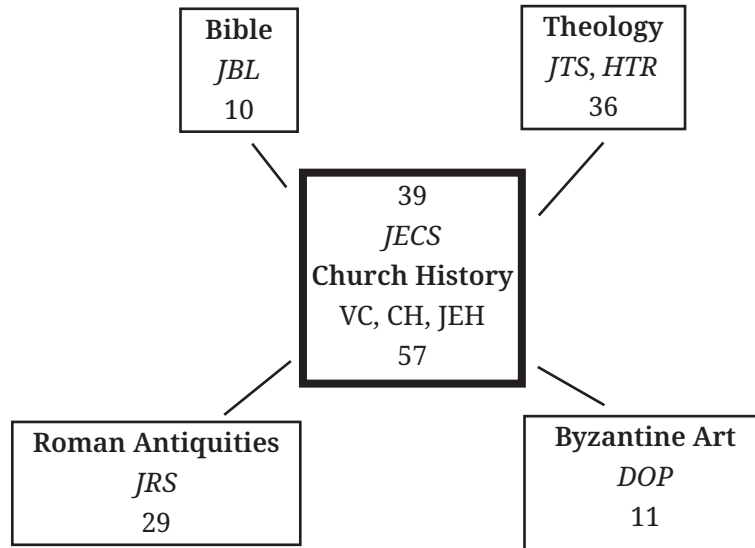 Bible
JBL
10
Theology
JTS, HTR
36
39
JECS
Church History
VC, CH, JEH
57
Roman Antiquities
JRS
29
Byzantine Art
DOP
11